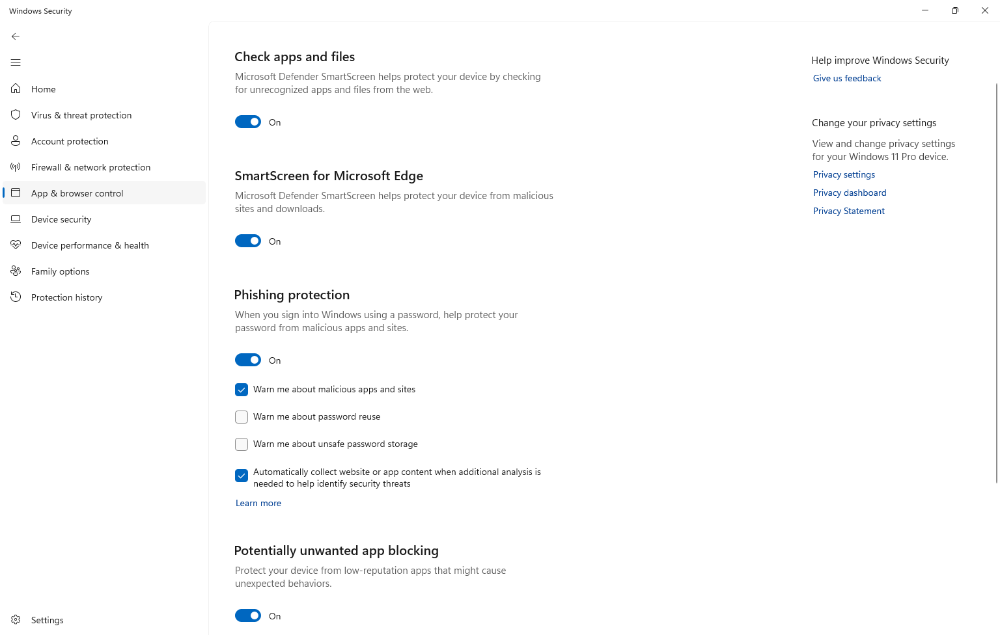 Windows Security
Home
Virus & threat protection
Account protection
Firewall & network protection
App & browser control
Device security
Device performance & health
Family options
Protection history
Settings
Check apps and files
Microsoft Defender SmartScreen helps protect your device by checking
for unrecognized apps and files from the web.
On
SmartScreen for Microsoft Edge
Microsoft Defender SmartScreen helps protect your device from malicious
sites and downloads.
On
Phishing protection
When you sign into Windows using a password, help protect your
password from malicious apps and sites.
On
Warn me about malicious apps and sites
Warn me about password reuse
Warn me about unsafe password storage
Automatically collect website or app content when additional analysis is
needed to help identify security threats
Learn more
Potentially unwanted app blocking
Protect your device from low-reputation apps that might cause
unexpected behaviors.
On
Help improve Windows Security
Give us feedback
Change your privacy settings
View and change privacy settings
for your Windows 11 Pro device.
Privacy settings
Privacy dashboard
Privacy Statement